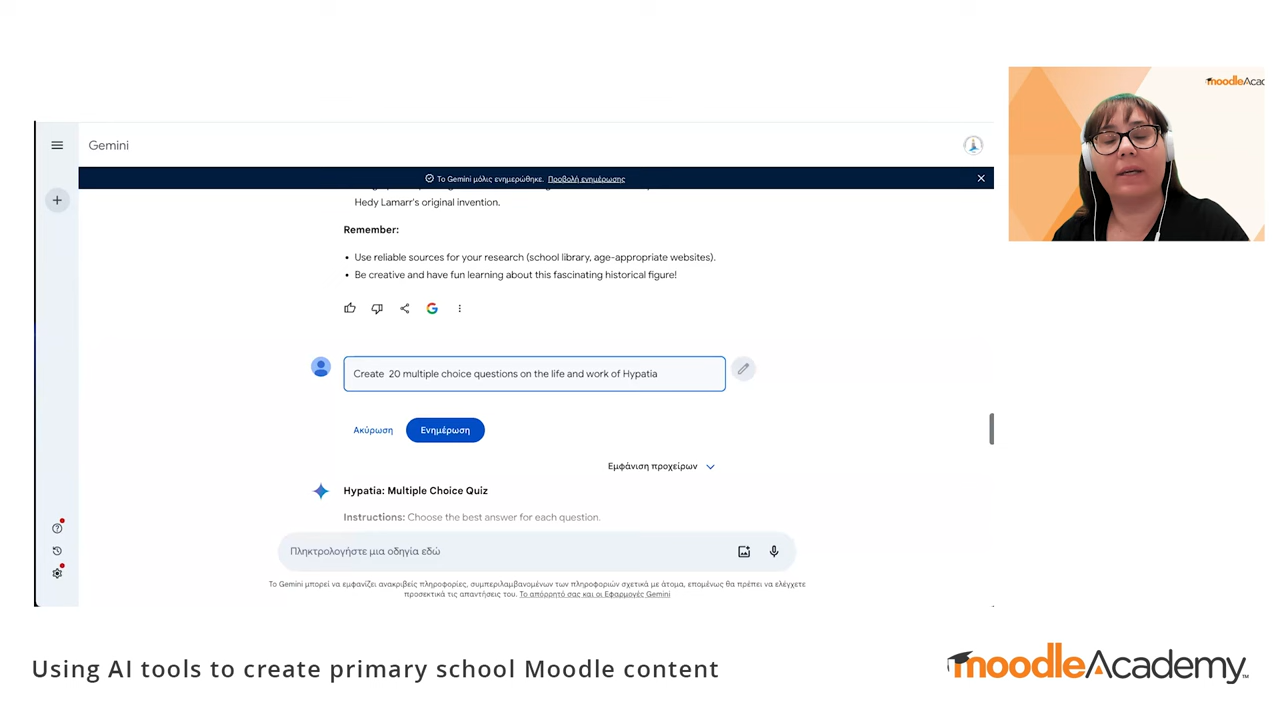 moodleAcac
Gemini
Το Gemini μόλις ενημερώθηκε. Προβολή ενημέρωσης
Hedy Lamarr's original invention.
Remember:
• Use reliable sources for your research (school library, age-appropriate websites).
• Be creative and have fun learning about this fascinating historical figure!
Create 20 multiple choice questions on the life and work of Hypatia
Ακύρωση
Ενημέρωση
Εμφάνιση προχείρων
Hypatia: Multiple Choice Quiz
Instructions: Choose the best answer for each question.
Πληκτρολογήστε μια οδηγία εδώ
Το Gemini μπορεί να εμφανίζει ανακριβείς πληροφορίες, συμπεριλαμβανομένων των πληροφοριών σχετικά με άτομα, επομένως θα πρέπει να ελέγχετε
προσεκτικά τις απαντήσεις του. Το απόρρητό σας και οι Εφαρμογές Gemini
Using AI tools to create primary school Moodle content
moodleAcademy™